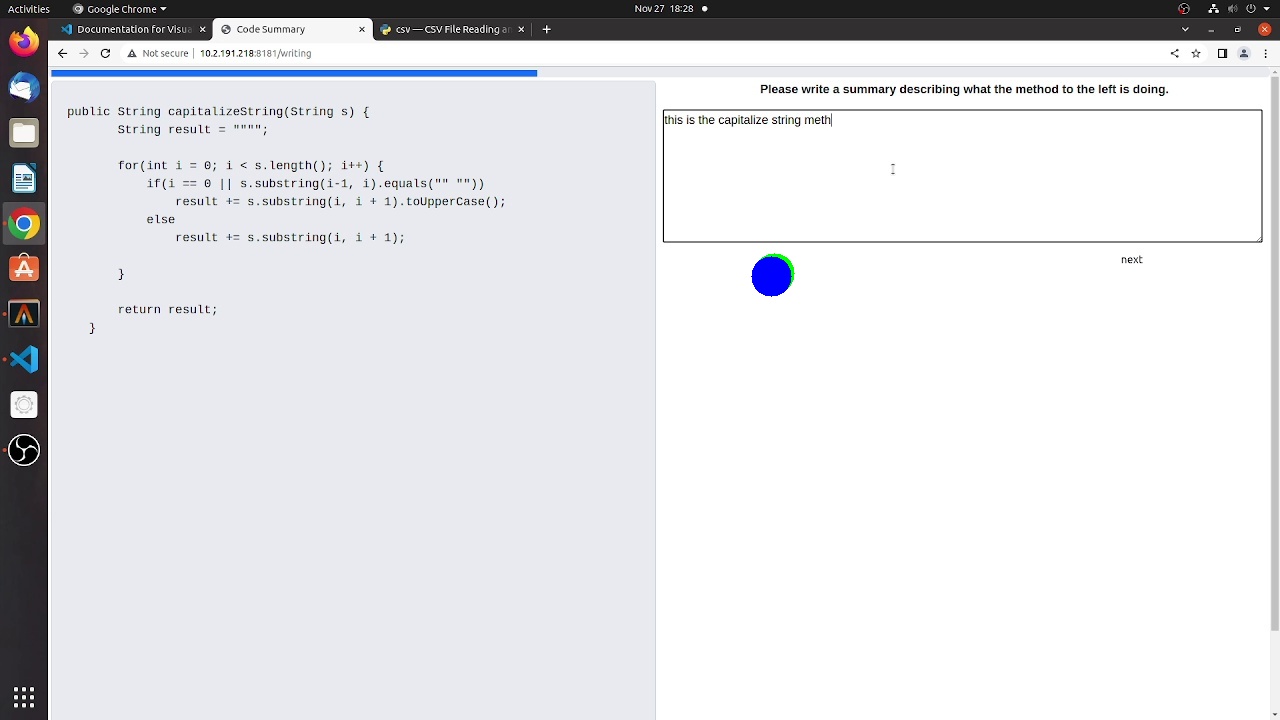 Activities Google Chrome Nov 27 18:28
Documentation for Visua Code Summary csv — CSV File Reading an
Not secure 10.2.191.218:8181/writing
Please write a summary describing what the method to the left is doing.
public String capitalizeString(String s) {
this is the capitalize string meth
String result = """";
for(int i = 0; i < s.length(); i++) {
if(i == 0 || s.substring(i-1, i).equals("" ""))
result += s.substring(i, i + 1).toUpperCase();
else
result += s.substring(i, i + 1);
}
return result;
}
next